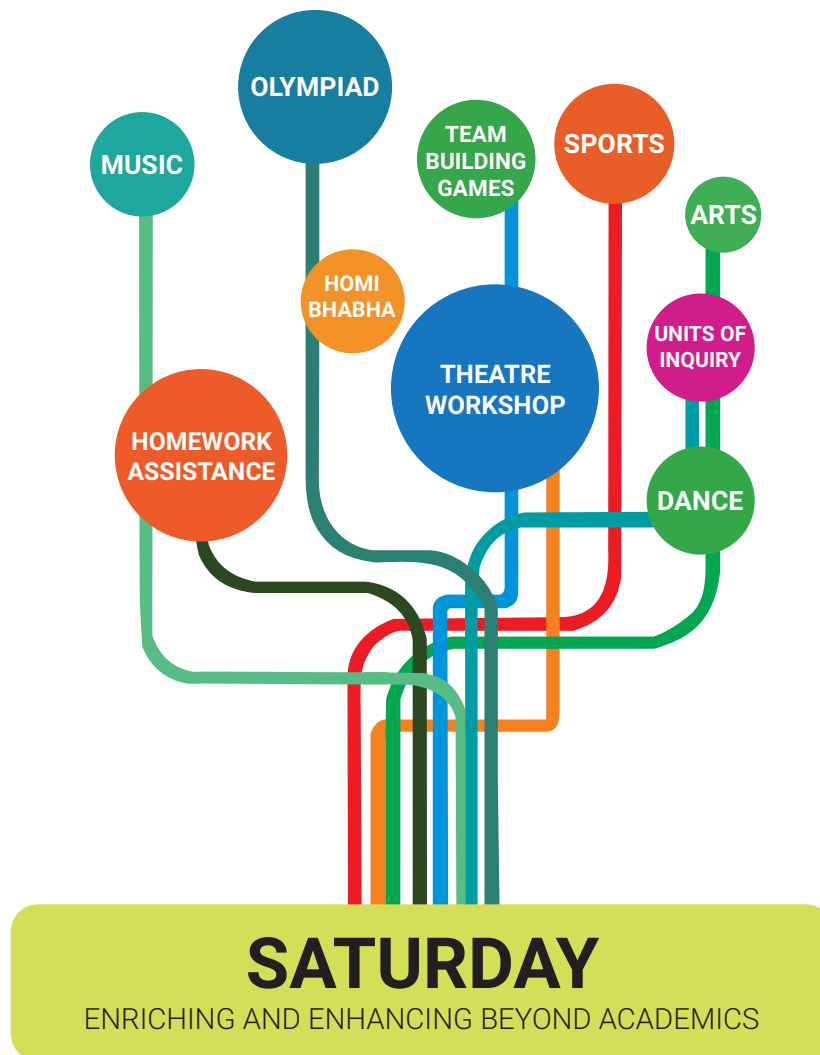 OLYMPIAD
MUSIC
TEAM
BUILDING
GAMES
SPORTS
ARTS
HOMI
BHABHA
UNITS OF
INQUIRY
THEATRE
WORKSHOP
HOMEWORK
ASSISTANCE
DANCE
SATURDAY
ENRICHING AND ENHANCING BEYOND ACADEMICS